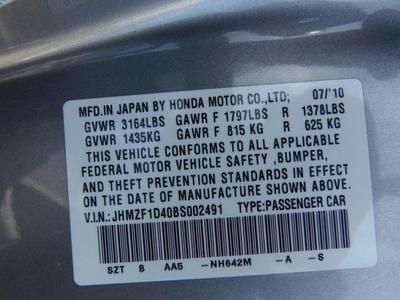 MFD.IN JAPAN BY HONDA MOTOR CO.,LTD; 07/'10
GVWR 3164LBS GAWR F 1797LBS R 1378LBS
GVWR 1435KG GAWR F 815 KG R 625 KG
THIS VEHICLE CONFORMS TO ALL APPLICABLE
FEDERAL MOTOR VEHICLE SAFETY ,BUMPER,
AND THEFT PREVENTION STANDARDS IN EFFECT
ON THE DATE OF MANUFACTURE SHOWN ABOVE.
V.I.N: JHMZF1D40BS002491 TYPE:PASSENGER CAR
SZT B AA5 -NH642M -A -S